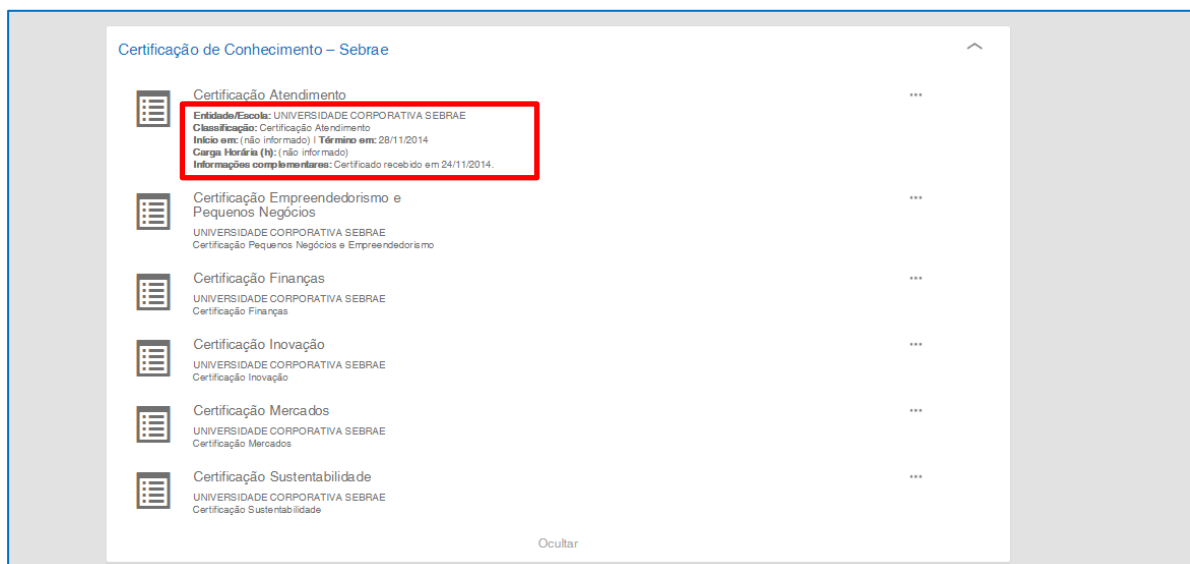 Certificação de Conhecimento – Sebrae
Certificação Atendimento
Entidade/Escola: UNIVERSIDADE CORPORATIVA SEBRAE
Classificação: Certificação Atendimento
Início em: (não informado) | Término em: 28/11/2014
Carga Horária (h): (não informado)
Informações complementares: Certificado recebido em 24/11/2014.
Certificação Empreendedorismo e
Pequenos Negócios
UNIVERSIDADE CORPORATIVA SEBRAE
Certificação Pequenos Negócios e Empreendedorismo
Certificação Finanças
UNIVERSIDADE CORPORATIVA SEBRAE
Certificação Finanças
Certificação Inovação
UNIVERSIDADE CORPORATIVA SEBRAE
Certificação Inovação
Certificação Mercados
UNIVERSIDADE CORPORATIVA SEBRAE
Certificação Mercados
Certificação Sustentabilidade
UNIVERSIDADE CORPORATIVA SEBRAE
Certificação Sustentabilidade
Ocultar